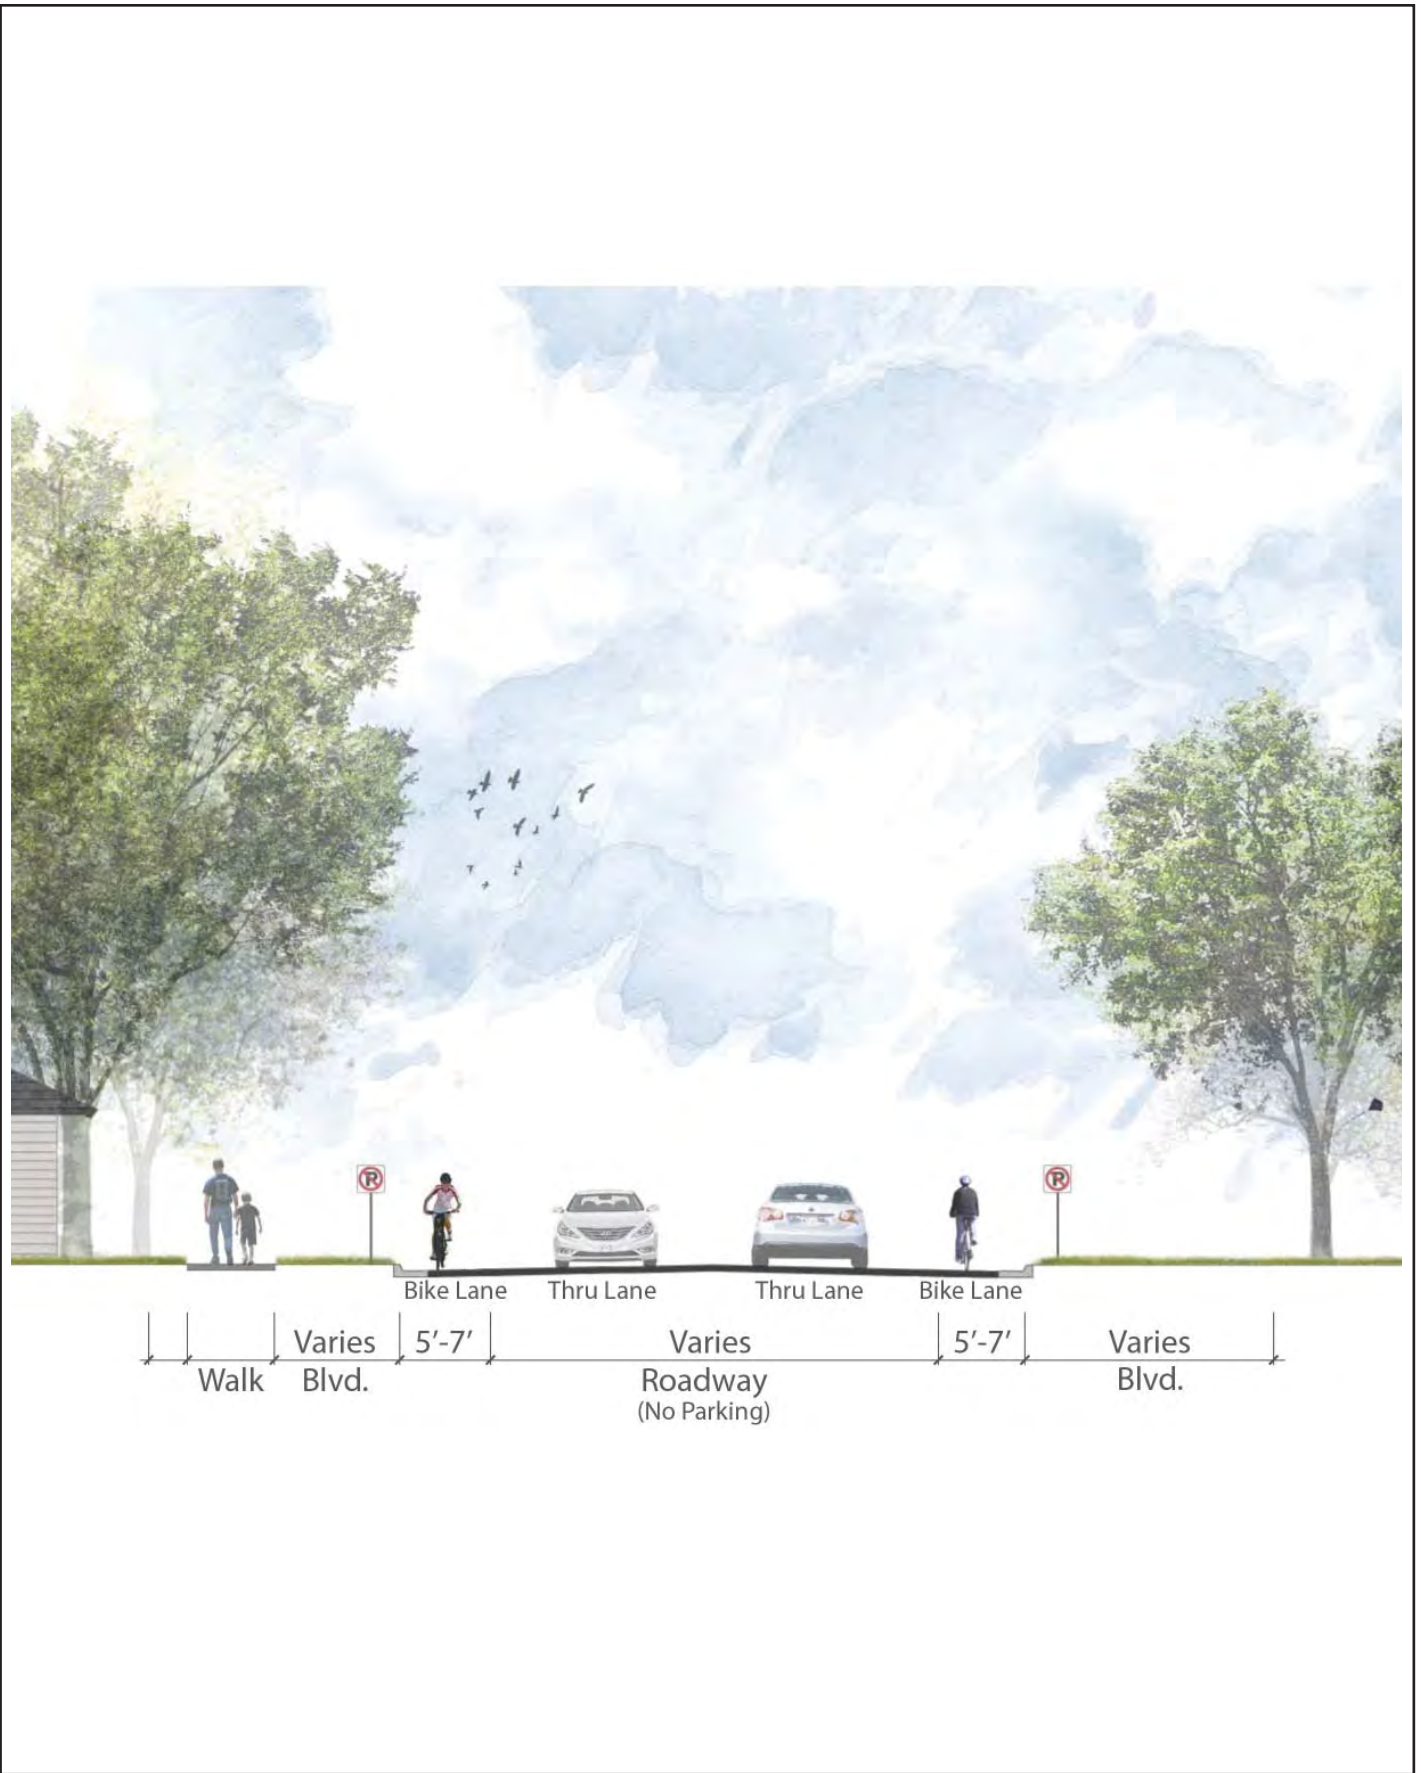 P
P
Bike Lane Thru Lane Thru Lane Bike Lane
Varies 5'-7' Varies 5'-7' Varies
Walk Blvd. Roadway Blvd.
(No Parking)